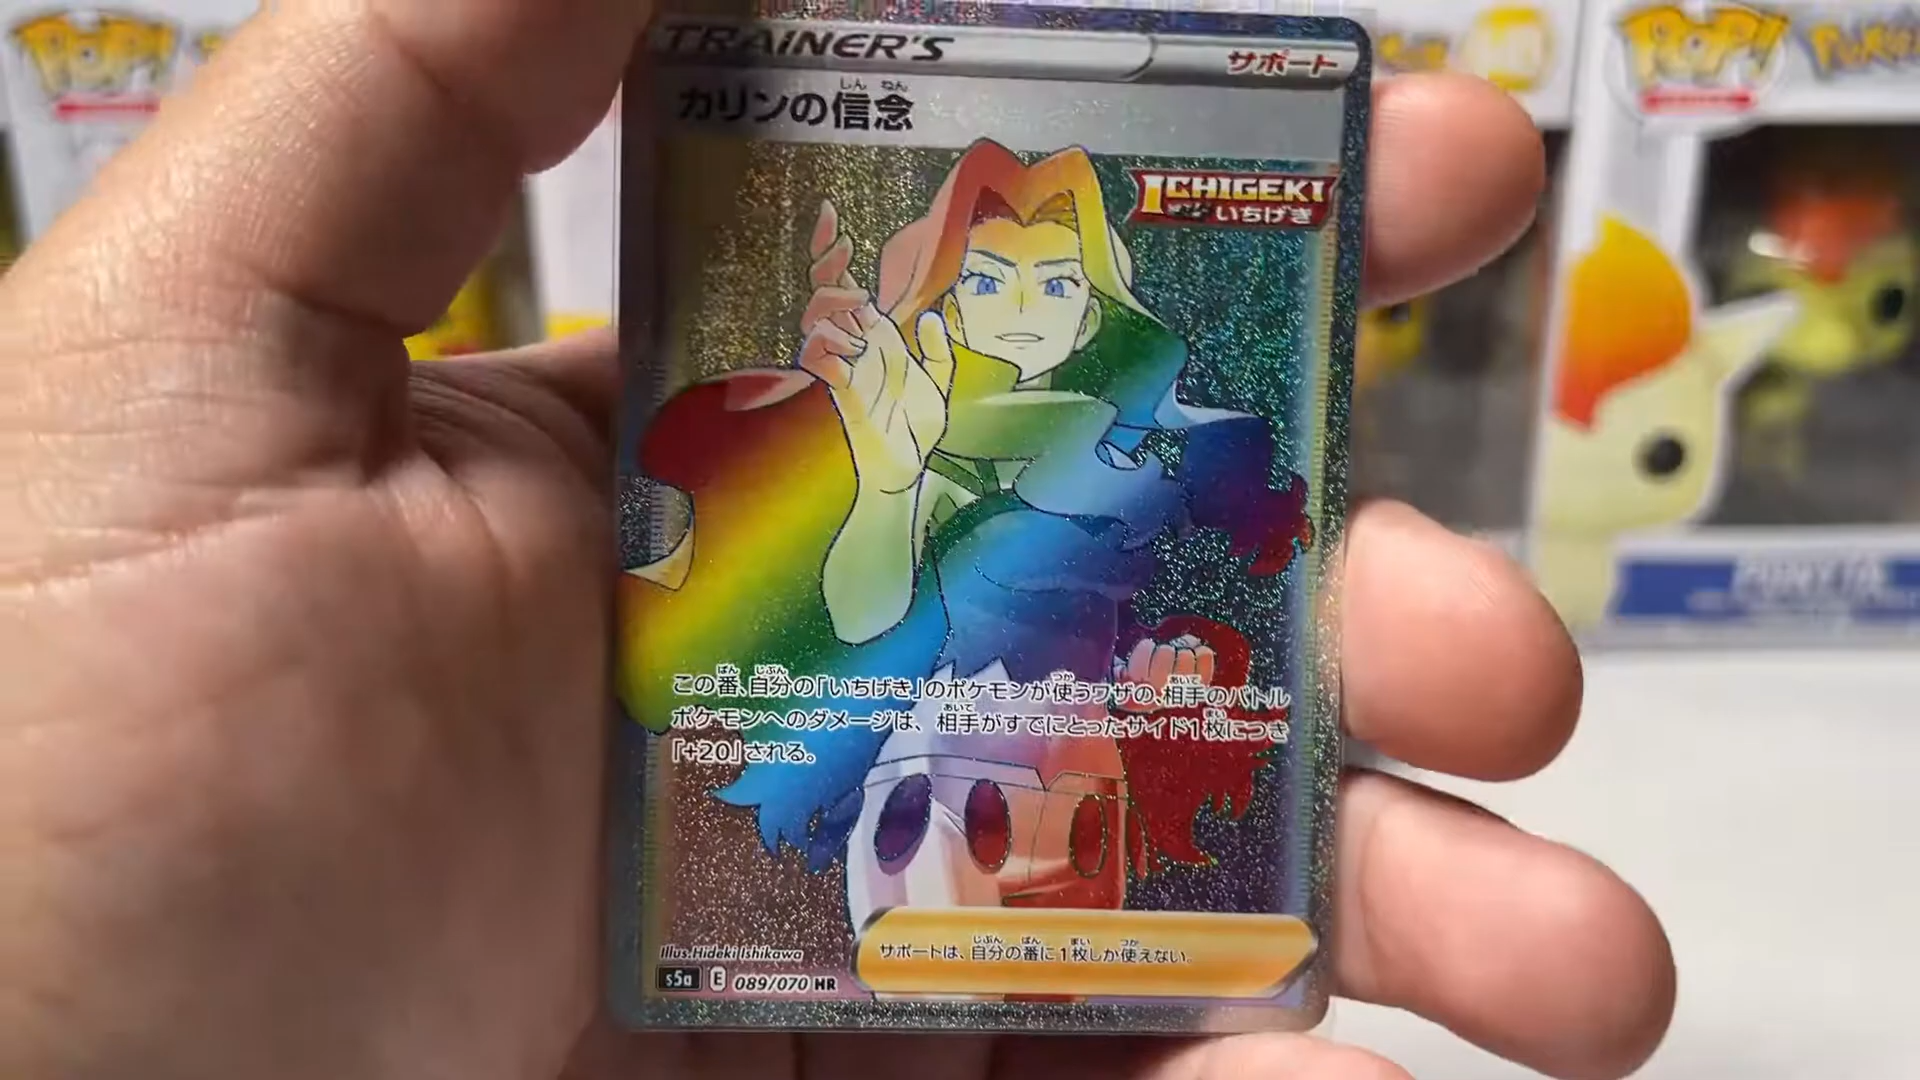 POP!
POP!
TRAINER'S
サポート
カリンの信念
しん ねん
ICHIGEKI
いちげき
この番、自分の「いちげき」のポケモンが使うワザの、相手のバトル
ポケモンへのダメージは、相手がすでにとったサイド1枚につき
「+20」される。
サポートは、自分の番に1枚しか使えない。
Illus.Hideki Ishikawa
s5a E 089/070 HR
PONYTA